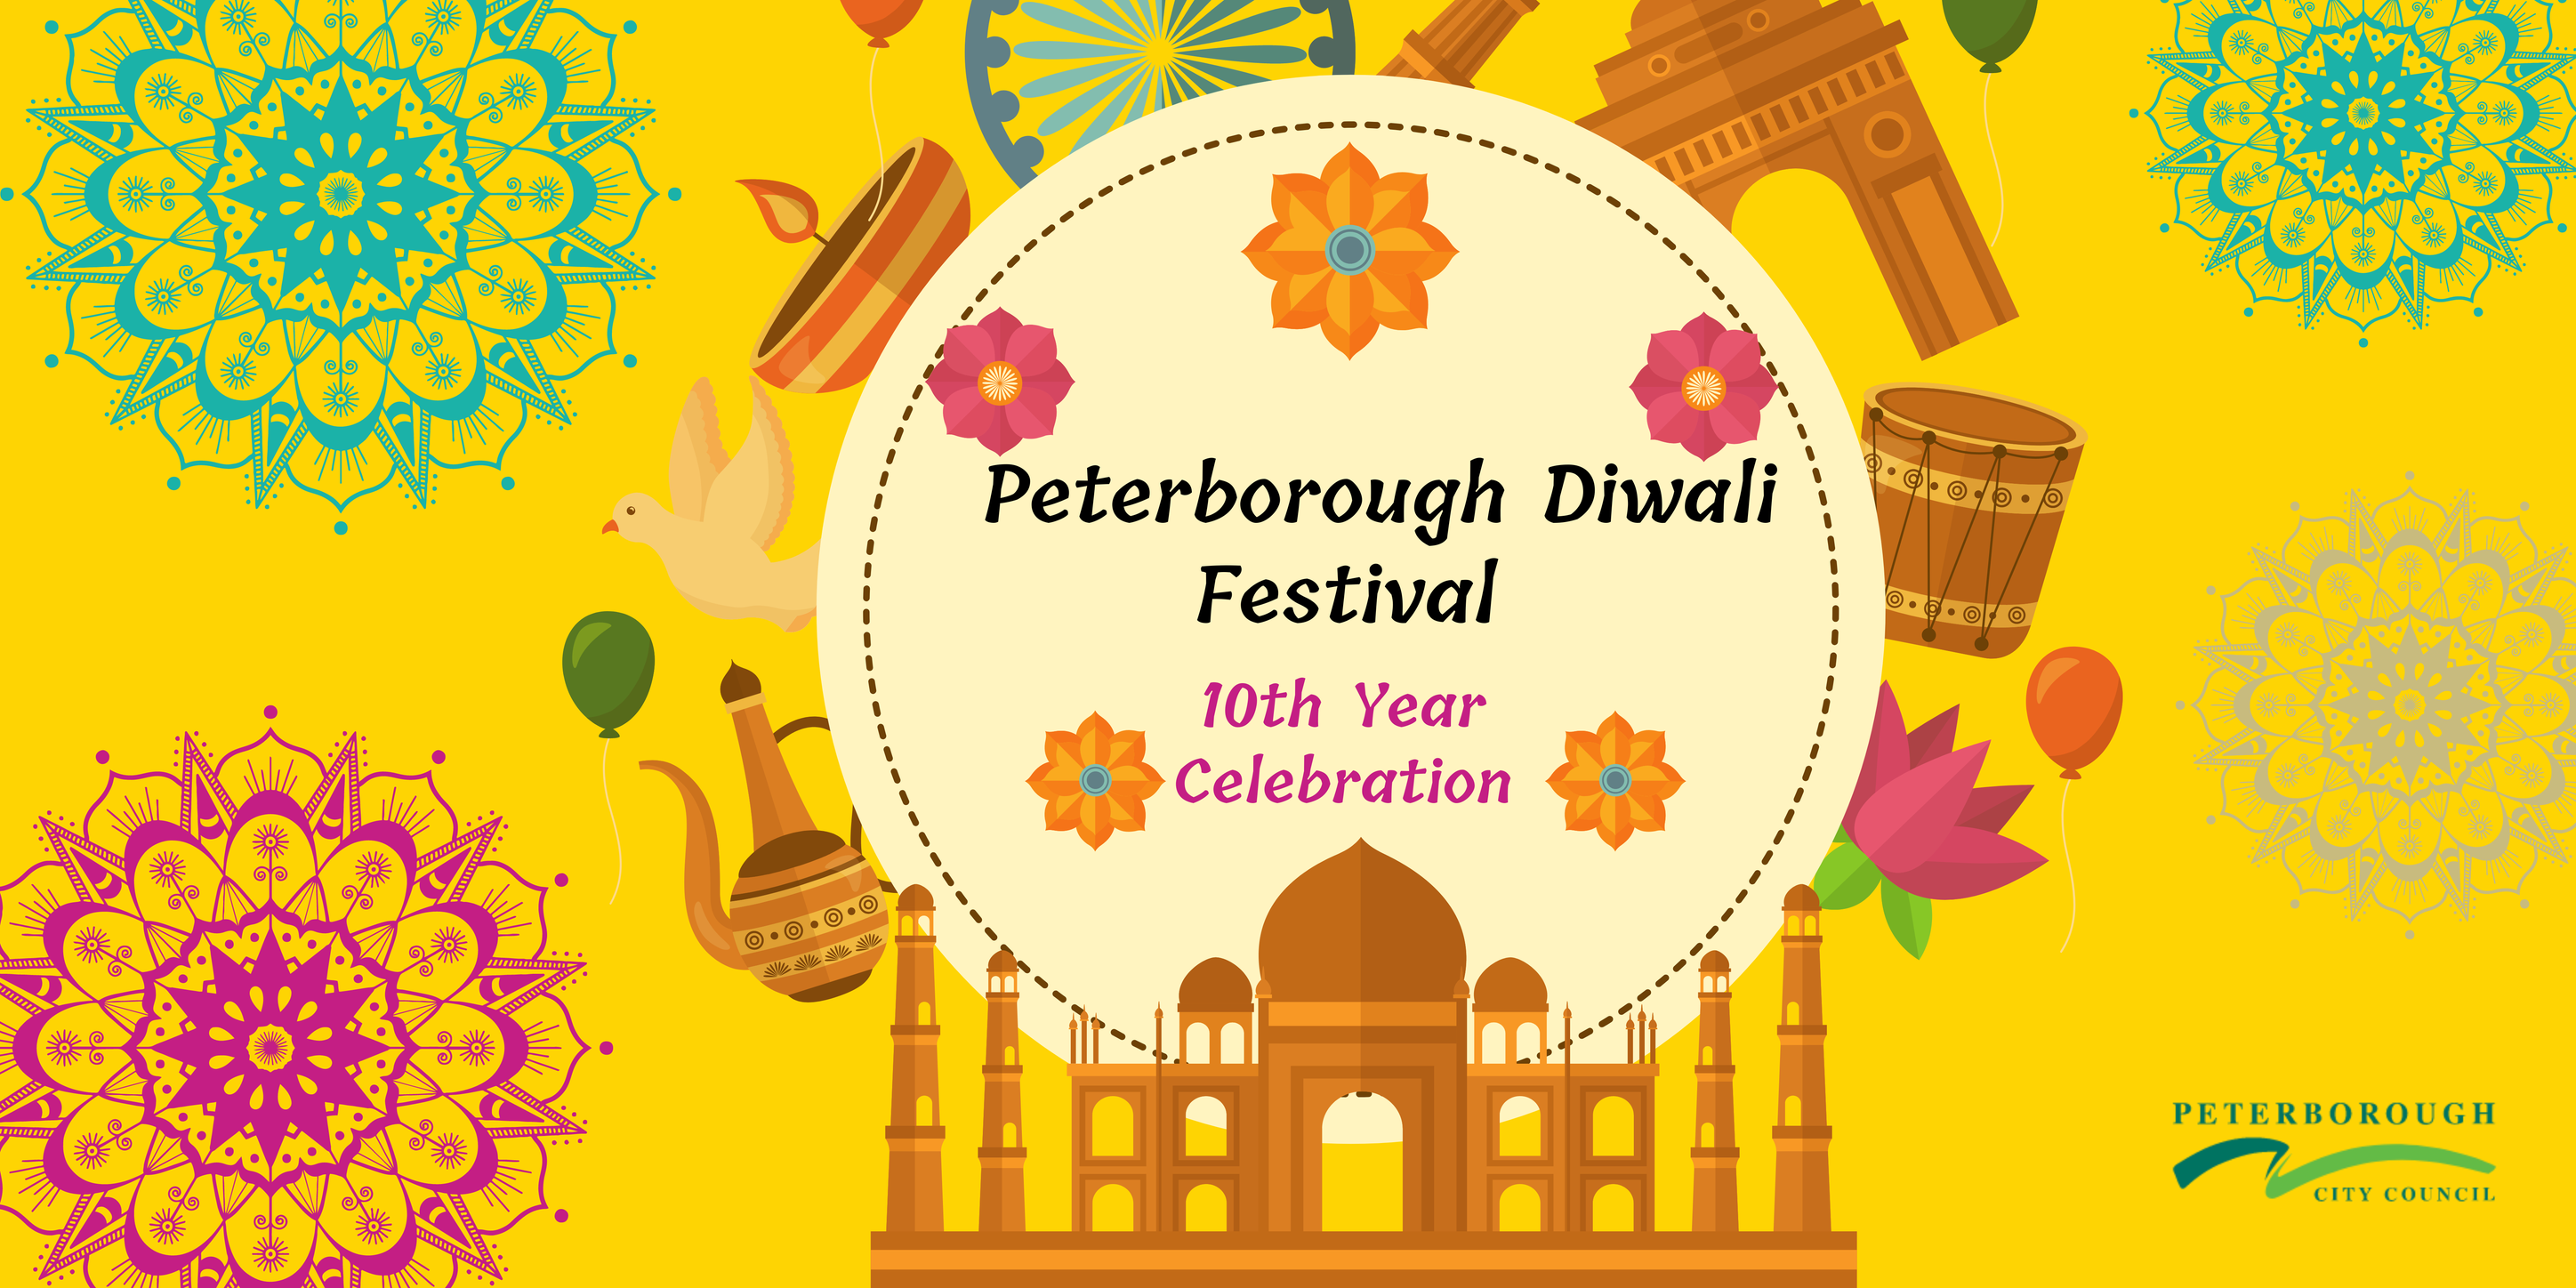 Peterborough Diwali
Festival
10th Year
Celebration
PETERBOROUGH
CITY COUNCIL